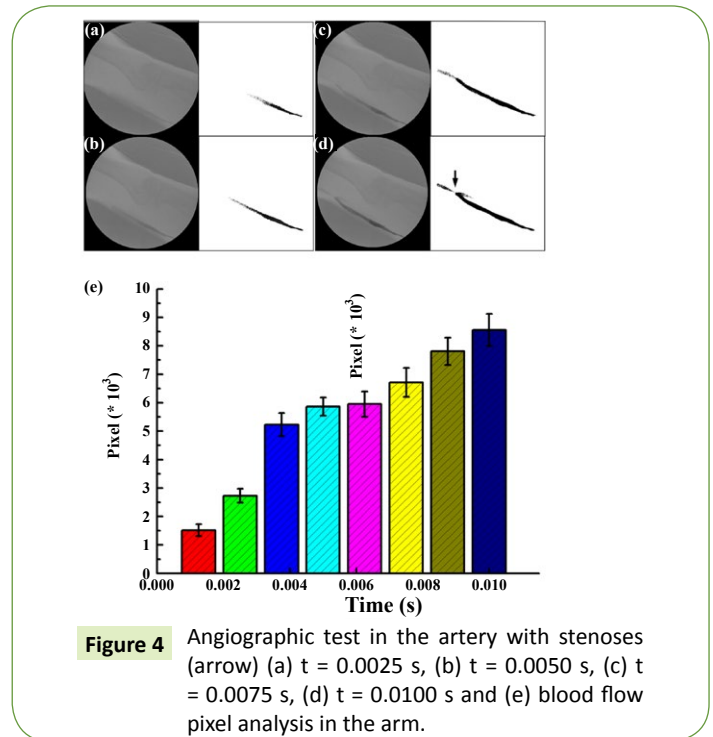 (a)
(c)
(b)
(d)
(e)
10
9
8
7
6
5
4
3
2
1
0
Pixel (* 10³)
Pixel (* 10³)
0.000 0.002 0.004 0.006 0.008 0.010
Time (s)
Figure 4 Angiographic test in the artery with stenoses
(arrow) (a) t = 0.0025 s, (b) t = 0.0050 s, (c) t
= 0.0075 s, (d) t = 0.0100 s and (e) blood flow
pixel analysis in the arm.